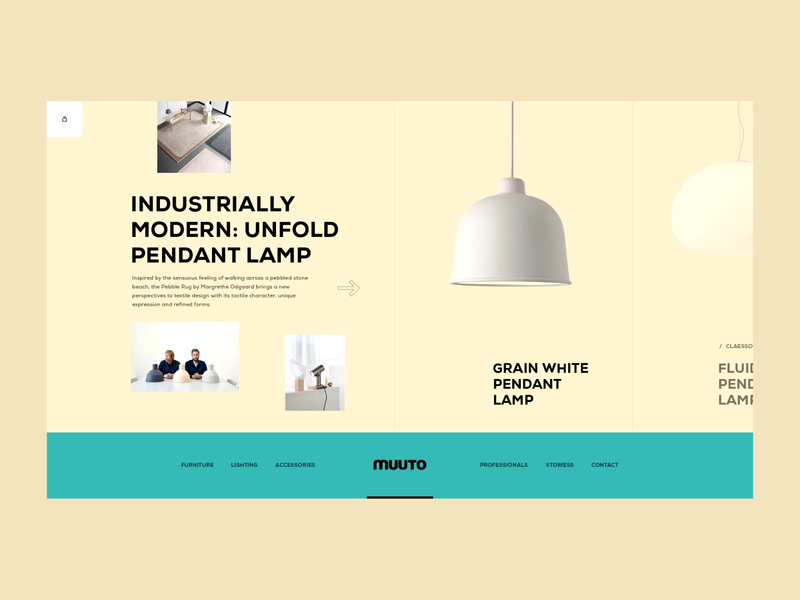 INDUSTRIALLY
MODERN: UNFOLD
PENDANT LAMP
Inspired by the sensuous feeling of walking across a pebbled stone
beach, the Pebble Rug by Margrethe Odgaard brings a new
perspectives to textile design with its tactile character, unique
expression and refined forms.
GRAIN WHITE
PENDANT
LAMP
/ CLAESSO
FLUID
PEND
LAMP
FURNITURE LIGHTING ACCESSORIES MUUTO PROFESSIONALS STORIESS CONTACT